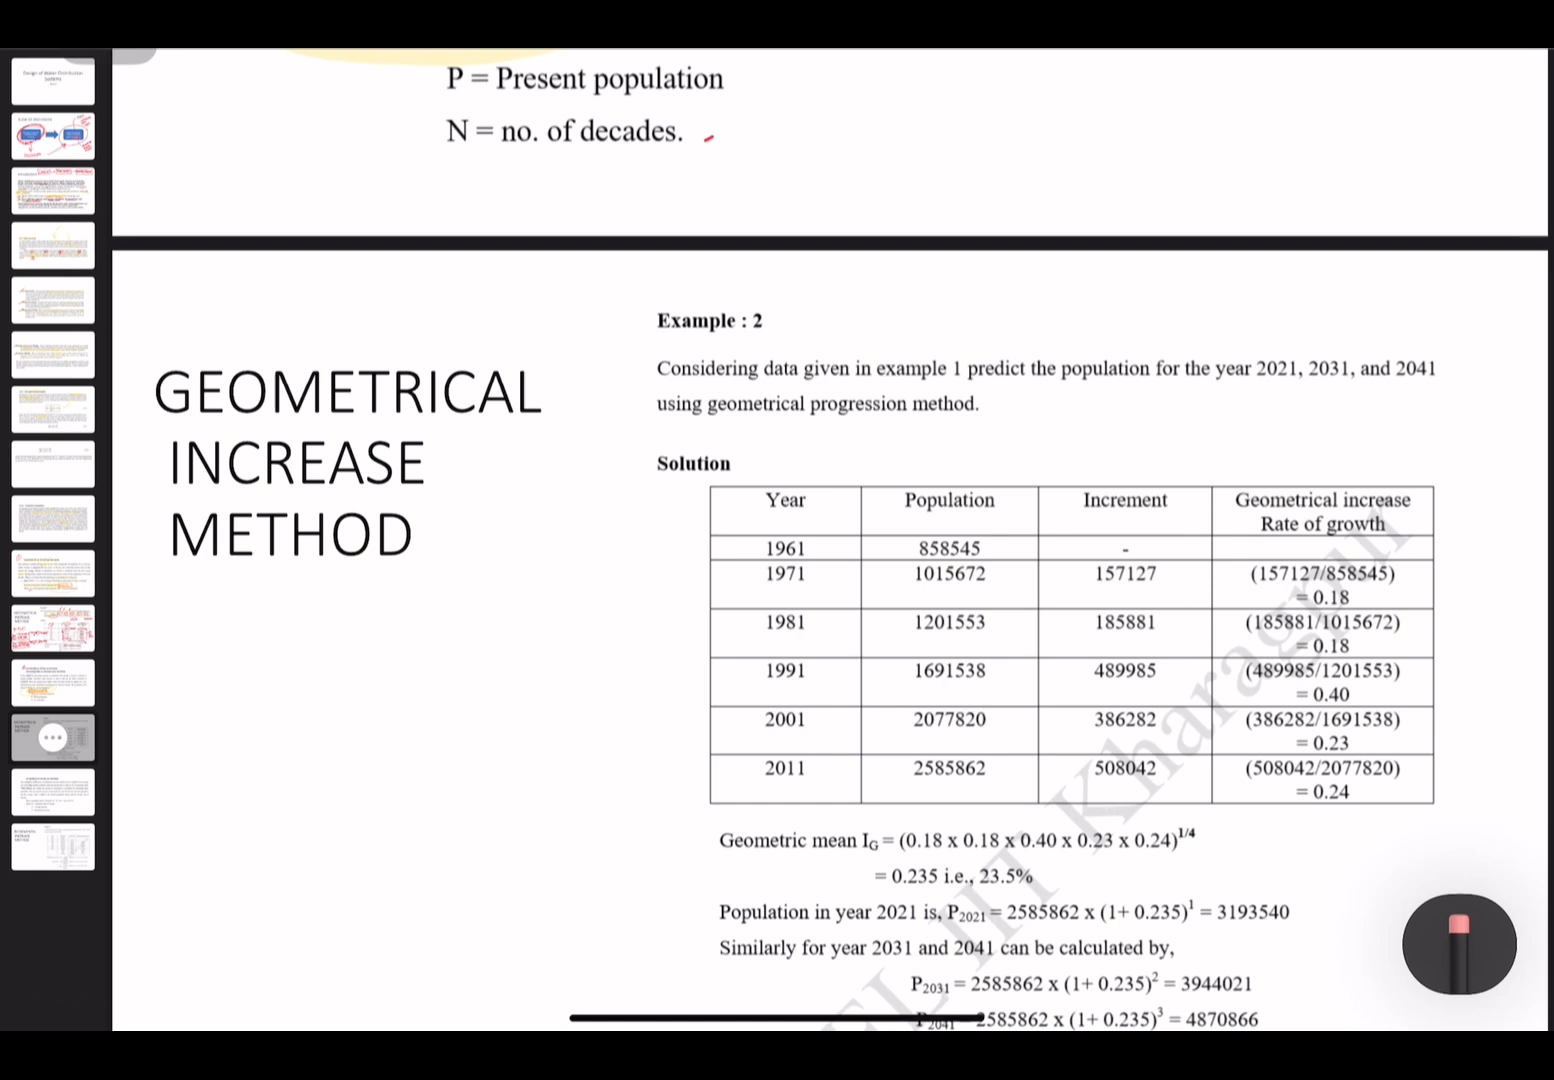 P = Present population
N = no. of decades.
GEOMETRICAL
INCREASE
METHOD
Example : 2
Considering data given in example 1 predict the population for the year 2021, 2031, and 2041
using geometrical progression method.
Solution
Year Population Increment Geometrical increase
Rate of growth
1961 858545 -
1971 1015672 157127 (157127/858545)
= 0.18
1981 1201553 185881 (185881/1015672)
= 0.18
1991 1691538 489985 (489985/1201553)
= 0.40
2001 2077820 386282 (386282/1691538)
= 0.23
2011 2585862 508042 (508042/2077820)
= 0.24
Geometric mean I_G = (0.18 x 0.18 x 0.40 x 0.23 x 0.24)^1/4
= 0.235 i.e., 23.5%
Population in year 2021 is, P2021 = 2585862 x (1+ 0.235)^1 = 3193540
Similarly for year 2031 and 2041 can be calculated by,
P2031 = 2585862 x (1+ 0.235)^2 = 3944021
P2041 = 2585862 x (1+ 0.235)^3 = 4870866
IIT Kharagpur